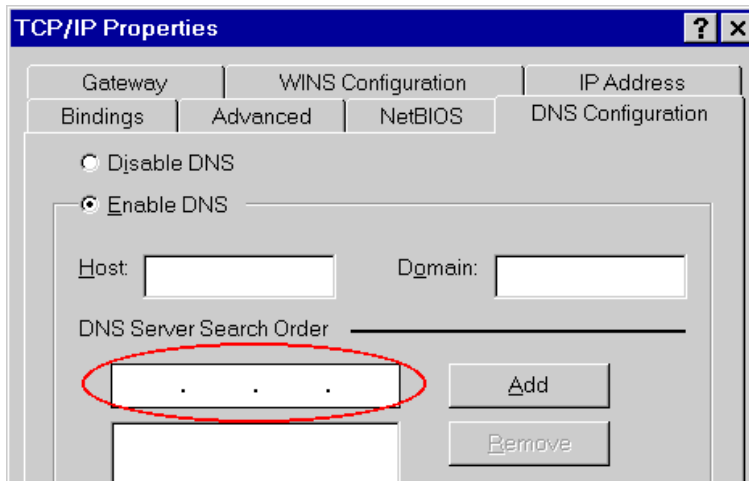 TCP/IP Properties ? ×
Gateway WINS Configuration IP Address
Bindings Advanced NetBIOS DNS Configuration
Disable DNS
Enable DNS
Host: Domain:
DNS Server Search Order
. . . Add
Remove